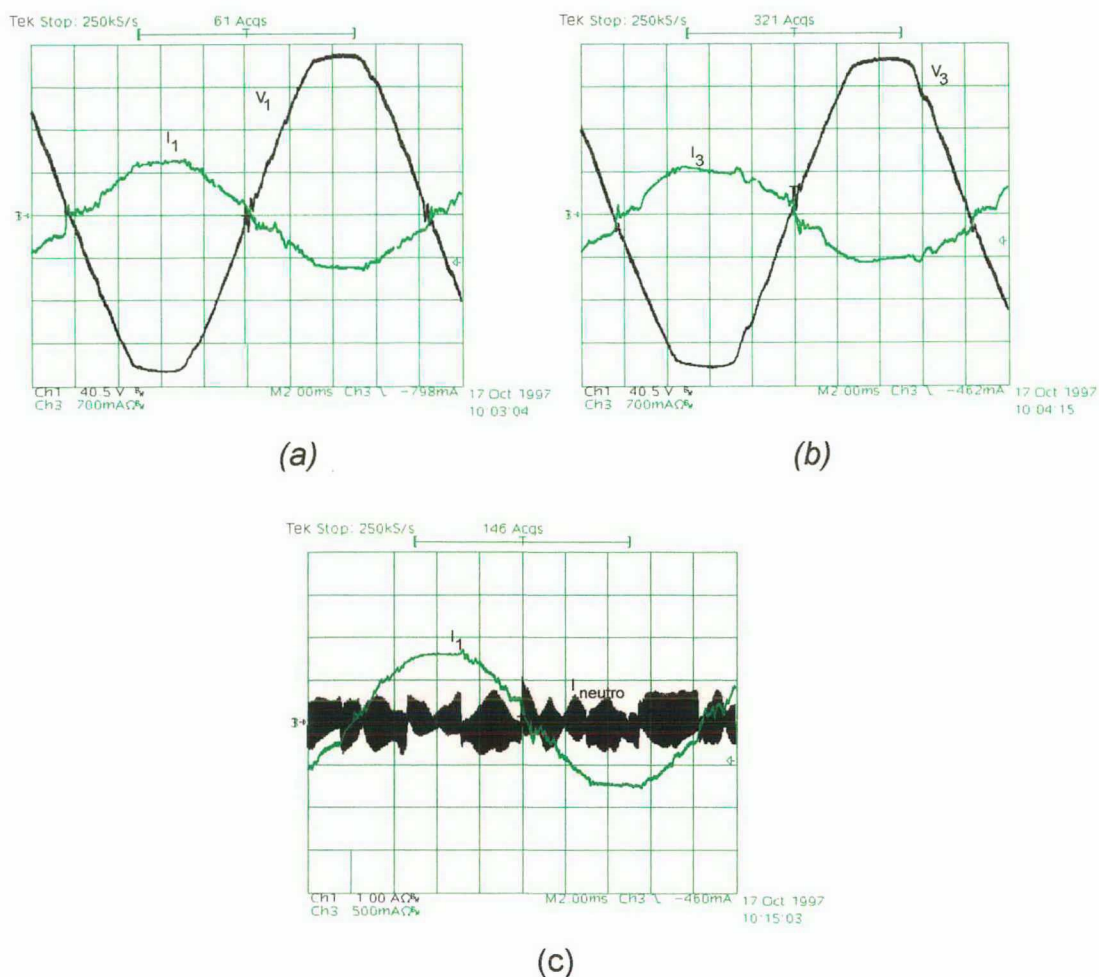 Tek Stop: 250kS/s 61 Acqs
V1
I1
3→
Ch1 40.5 V M2.00ms Ch3 -798mA 17 Oct 1997
Ch3 700mAΩ 10:03:04
(a)
Tek Stop: 250kS/s 321 Acqs
V3
I3
T
3→
Ch1 40.5 V M2.00ms Ch3 -462mA 17 Oct 1997
Ch3 700mAΩ 10:04:15
(b)
Tek Stop: 250kS/s 146 Acqs
I1
Ineutro
3→
Ch1 1.00 AΩ M2.00ms Ch3 -460mA 17 Oct 1997
Ch3 500mAΩ 10:15:03
(c)